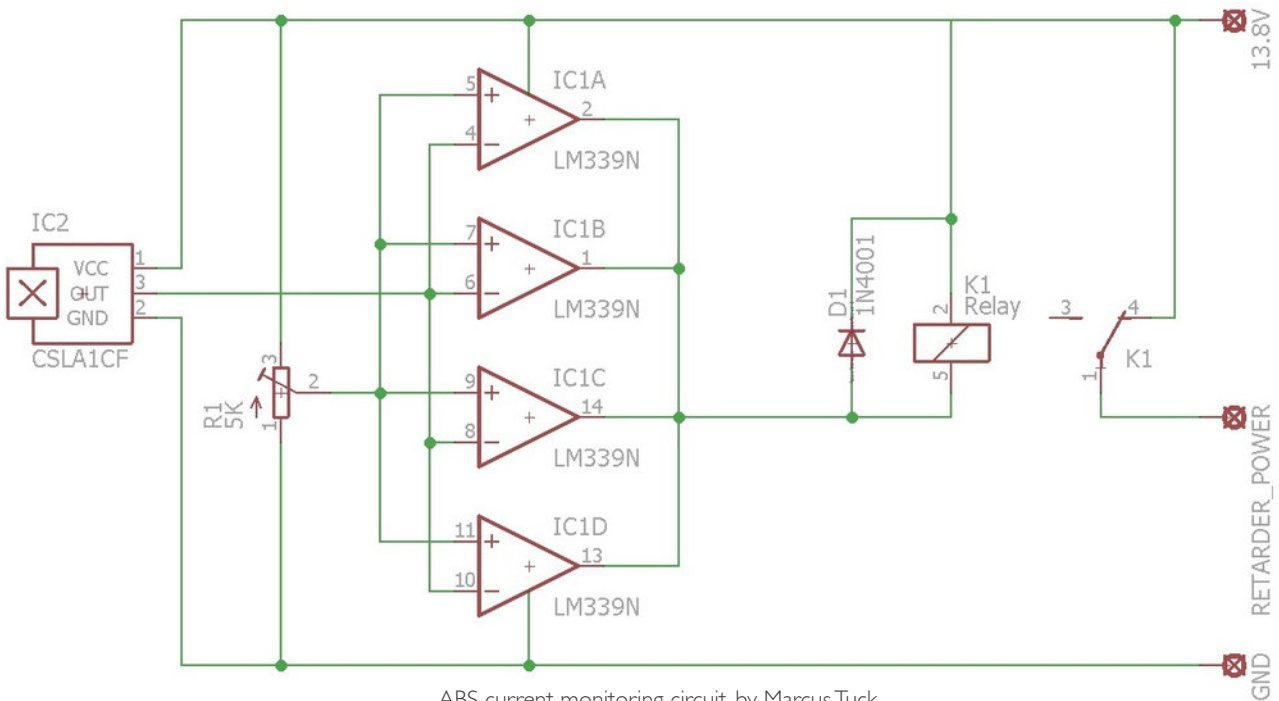 13.8V
IC1A
5
2
4
LM339N
IC2
IC1B
7
1
6
LM339N
VCC
1
OUT
3
GND
2
CSLA1CF
D1
1N4001
K1
Relay
2
5
3
4
K1
1
R1
5K
3
2
1
IC1C
9
14
8
LM339N
RETARDER_POWER
IC1D
11
13
10
LM339N
GND
ABS current monitoring circuit, by Marcus Tuck